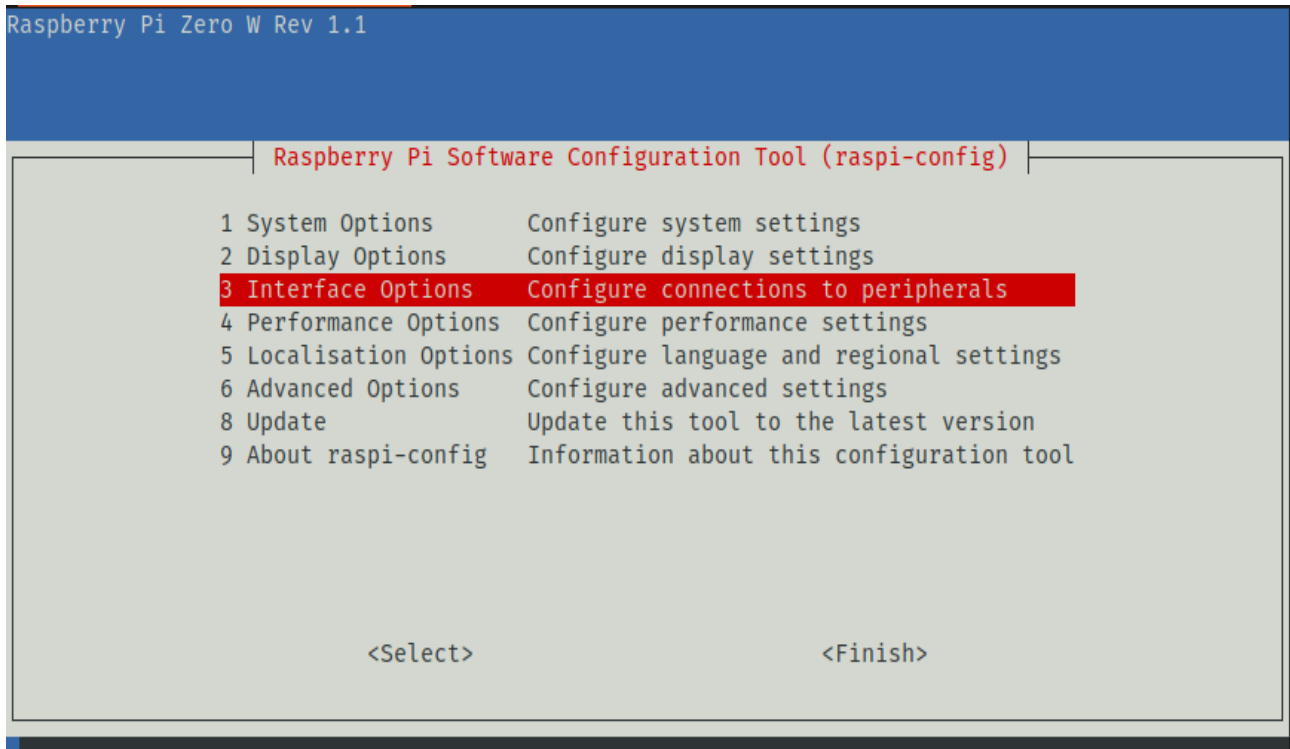 Raspberry Pi Zero W Rev 1.1
Raspberry Pi Software Configuration Tool (raspi-config)
1 System Options Configure system settings
2 Display Options Configure display settings
3 Interface Options Configure connections to peripherals
4 Performance Options Configure performance settings
5 Localisation Options Configure language and regional settings
6 Advanced Options Configure advanced settings
8 Update Update this tool to the latest version
9 About raspi-config Information about this configuration tool
<Select> <Finish>